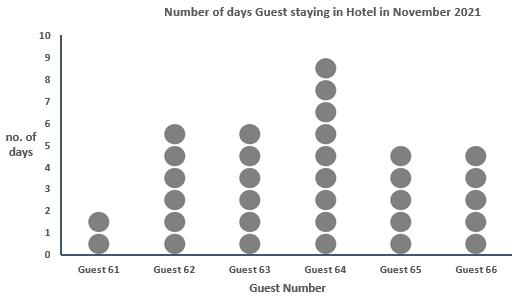 Number of days Guest staying in Hotel in November 2021
10
9
8
7
6
5
4
3
2
1
0
no. of
days
Guest 61 Guest 62 Guest 63 Guest 64 Guest 65 Guest 66
Guest Number